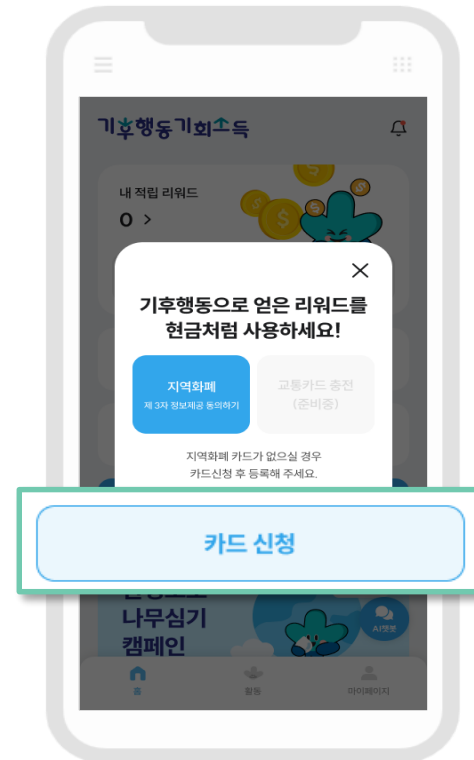 기후행동기회소득
내 적립 리워드
0 >
기후행동으로 얻은 리워드를
현금처럼 사용하세요!
지역화폐
제 3자 정보제공 동의하기
교통카드 충전
(준비중)
지역화폐 카드가 없으실 경우
카드신청 후 등록해 주세요.
카드 신청
나무심기
캠페인
AI챗봇
홈
활동
마이페이지